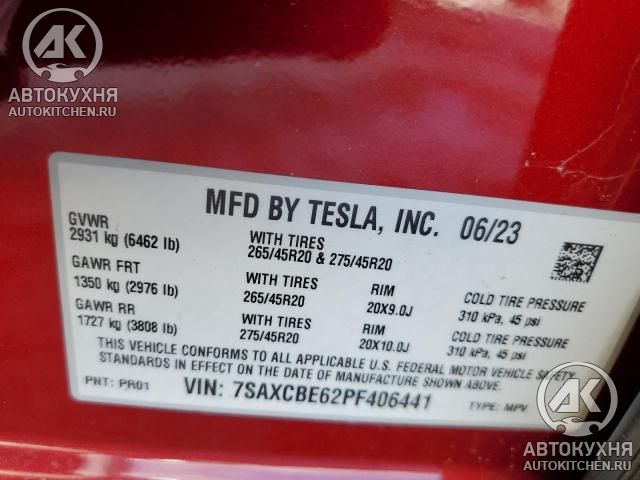 AK
АВТОКУХНЯ
AUTOKITCHEN.RU
MFD BY TESLA, INC. 06/23
GVWR
2931 kg (6462 lb)
WITH TIRES
265/45R20 & 275/45R20
GAWR FRT
1350 kg (2976 lb)
WITH TIRES
265/45R20
RIM
20X9.0J
COLD TIRE PRESSURE
310 kPa, 45 psi
GAWR RR
1727 kg (3808 lb)
WITH TIRES
275/45R20
RIM
20X10.0J
COLD TIRE PRESSURE
310 kPa, 45 psi
THIS VEHICLE CONFORMS TO ALL APPLICABLE U.S. FEDERAL MOTOR VEHICLE SAFETY
STANDARDS IN EFFECT ON THE DATE OF MANUFACTURE SHOWN ABOVE.
PNT: PR01
VIN: 7SAXCBE62PF406441
TYPE: MPV
AK
АВТОКУХНЯ
AUTOKITCHEN.RU